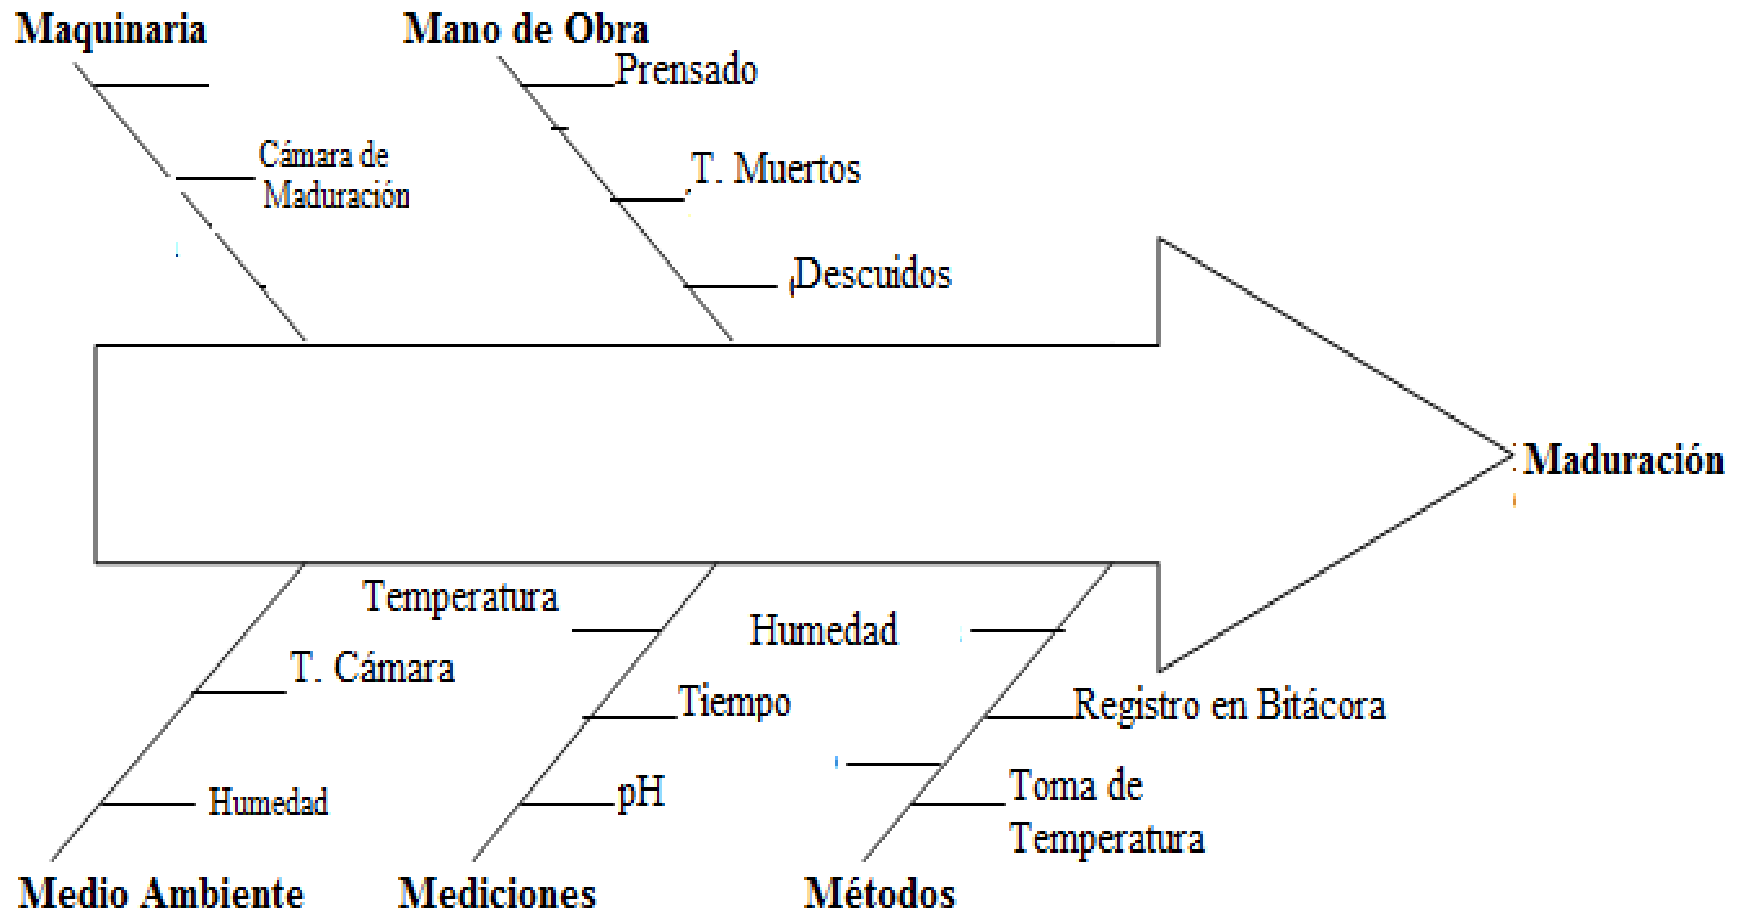 Maquinaria
Mano de Obra
Prensado
Cámara de
Maduración
T. Muertos
Descuidos
Maduración
Temperatura
Humedad
T. Cámara
Tiempo
Registro en Bitácora
Humedad
pH
Toma de
Temperatura
Medio Ambiente
Mediciones
Métodos